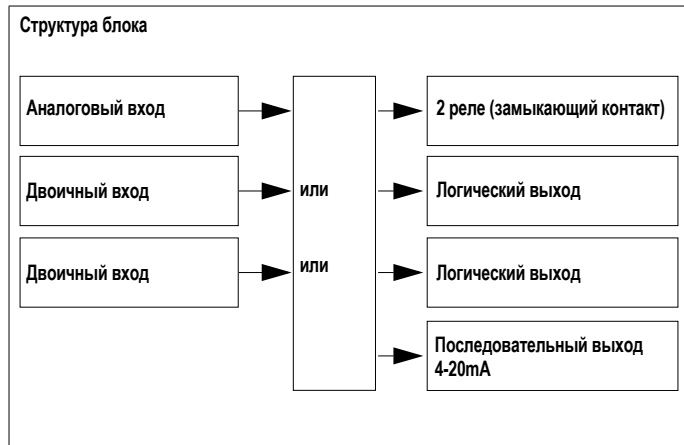 Структура блока
Аналоговый вход
2 реле (замыкающий контакт)
Двоичный вход
или
Логический выход
Двоичный вход
или
Логический выход
Последовательный выход
4-20mA